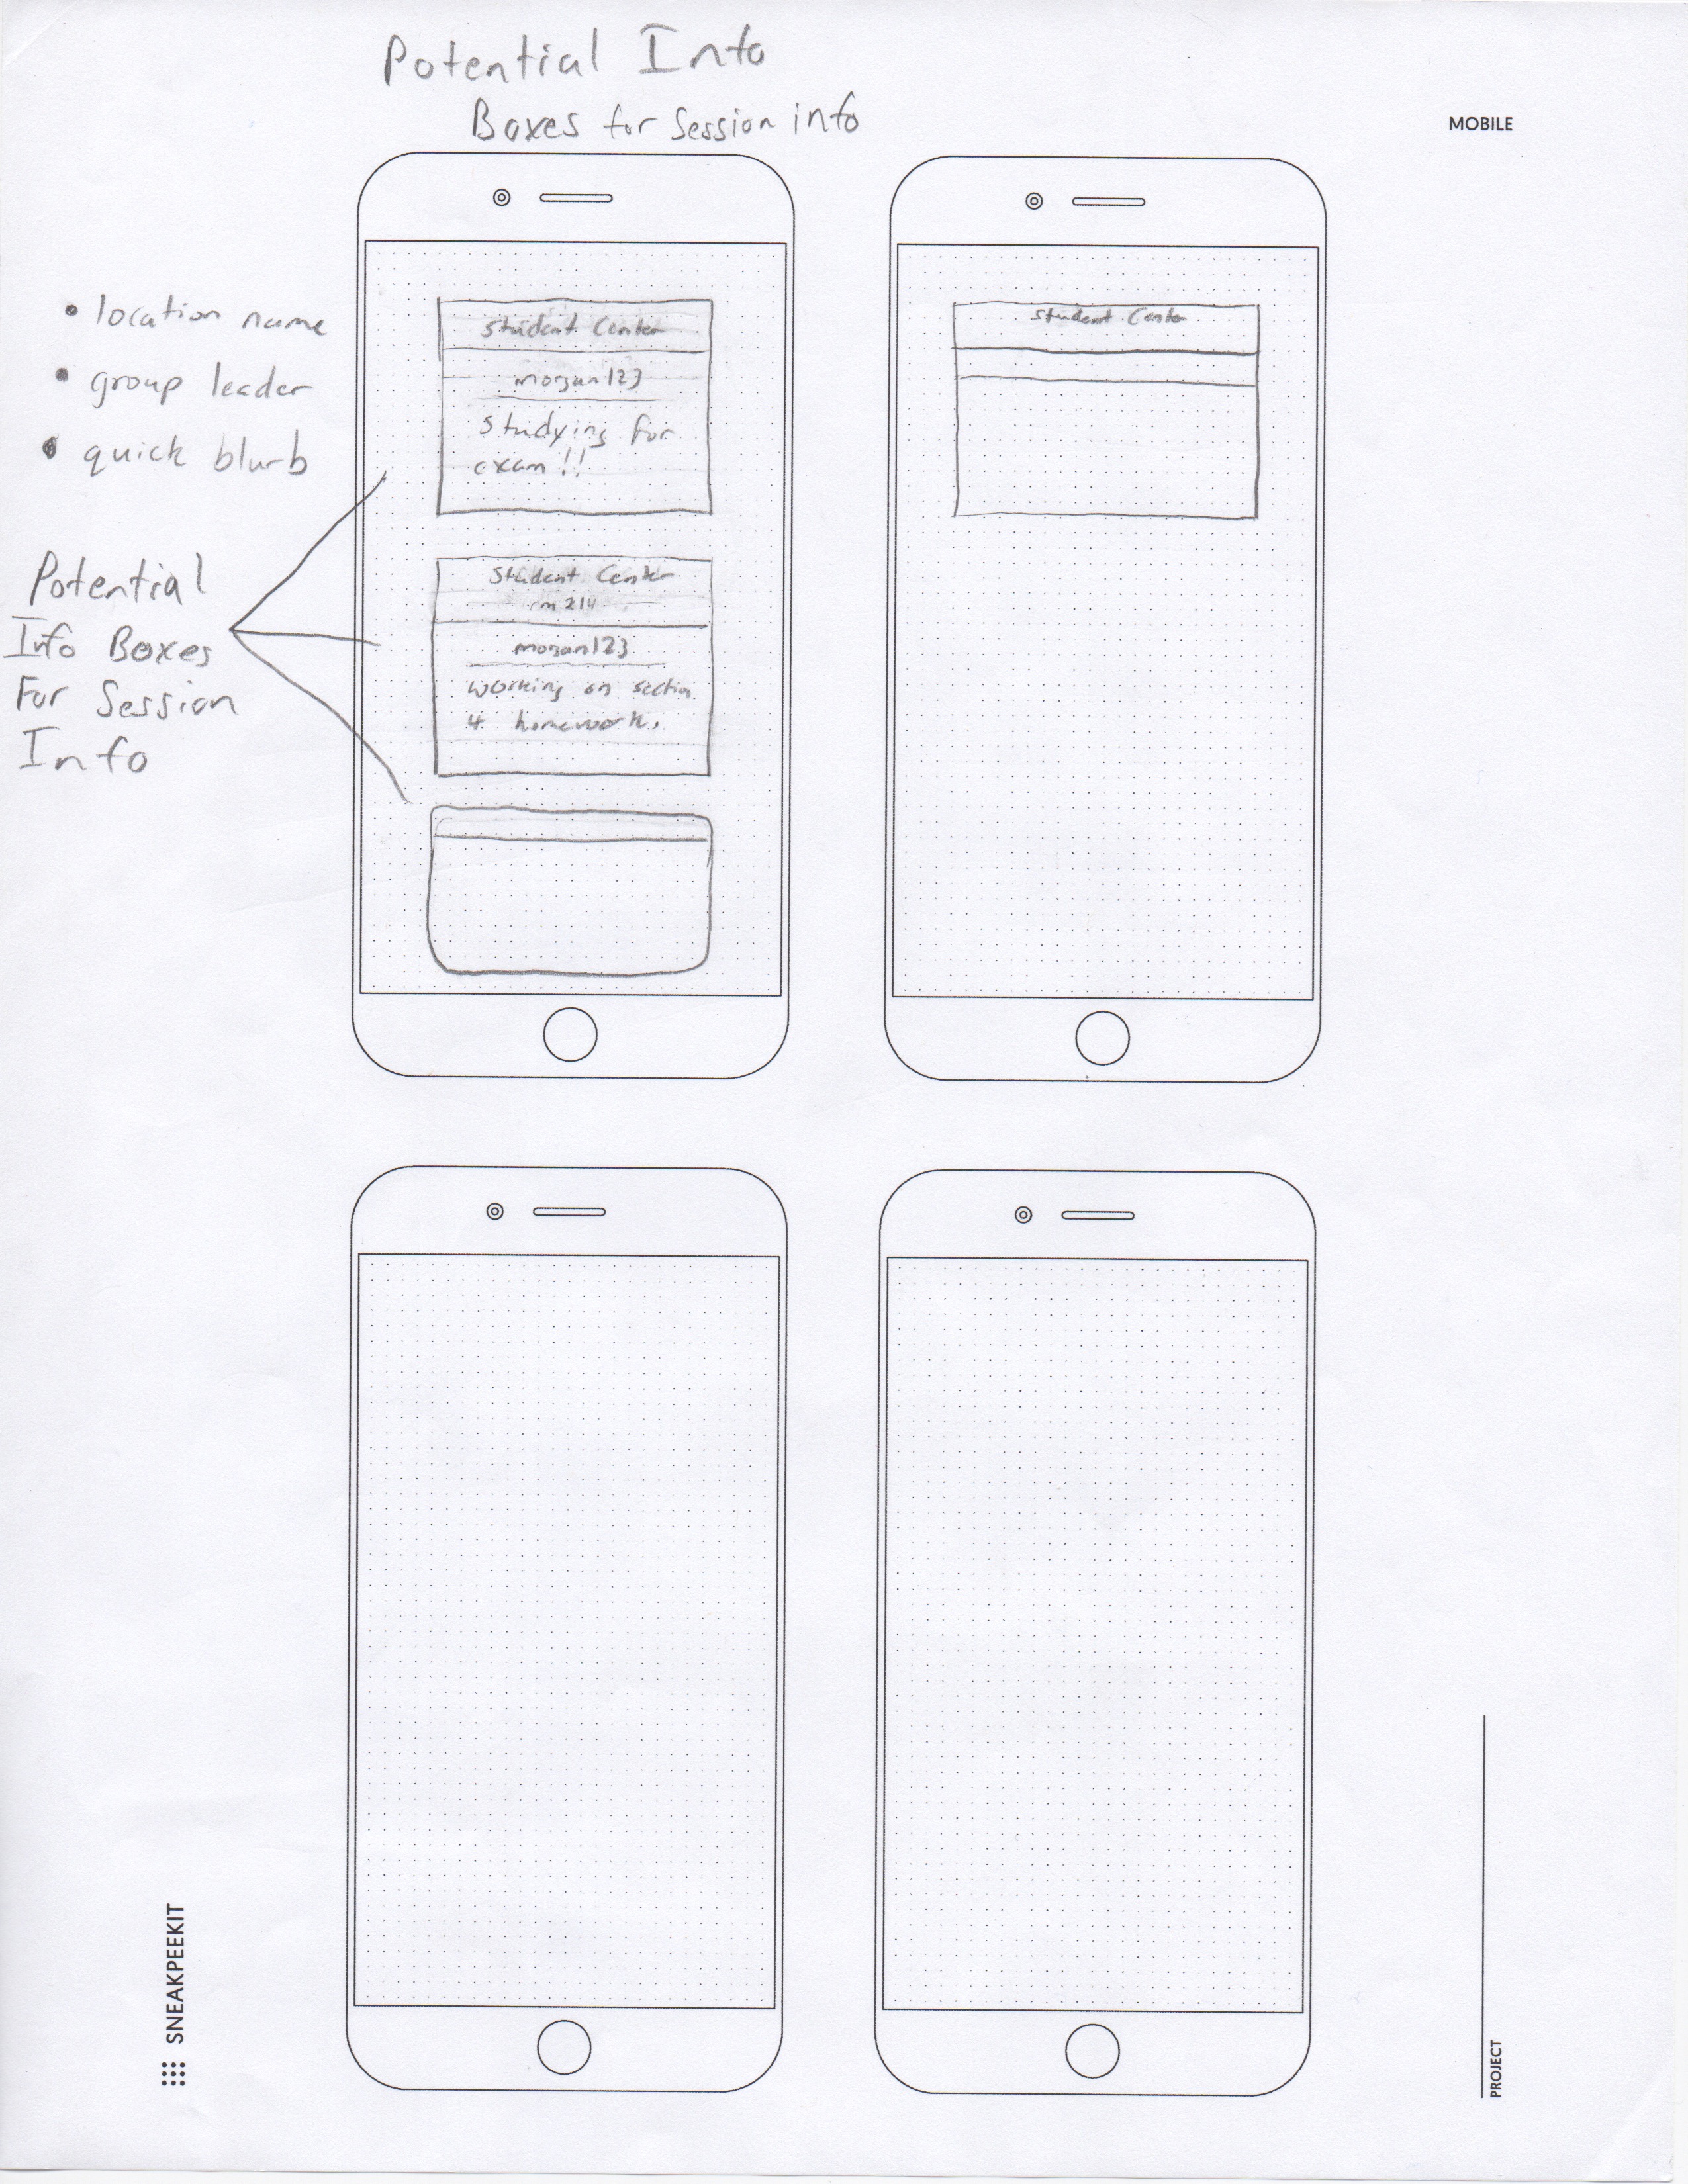 Potential Info
Boxes for Session info
MOBILE
• location name
• group leader
• quick blurb
Potential
Info Boxes
For Session
Info
Student Center
morgan123
Studying for
exam!!
Student Center
rm 214
morgan123
Working on section
4 homework.
Student Center
SNEAKPEEKIT
PROJECT